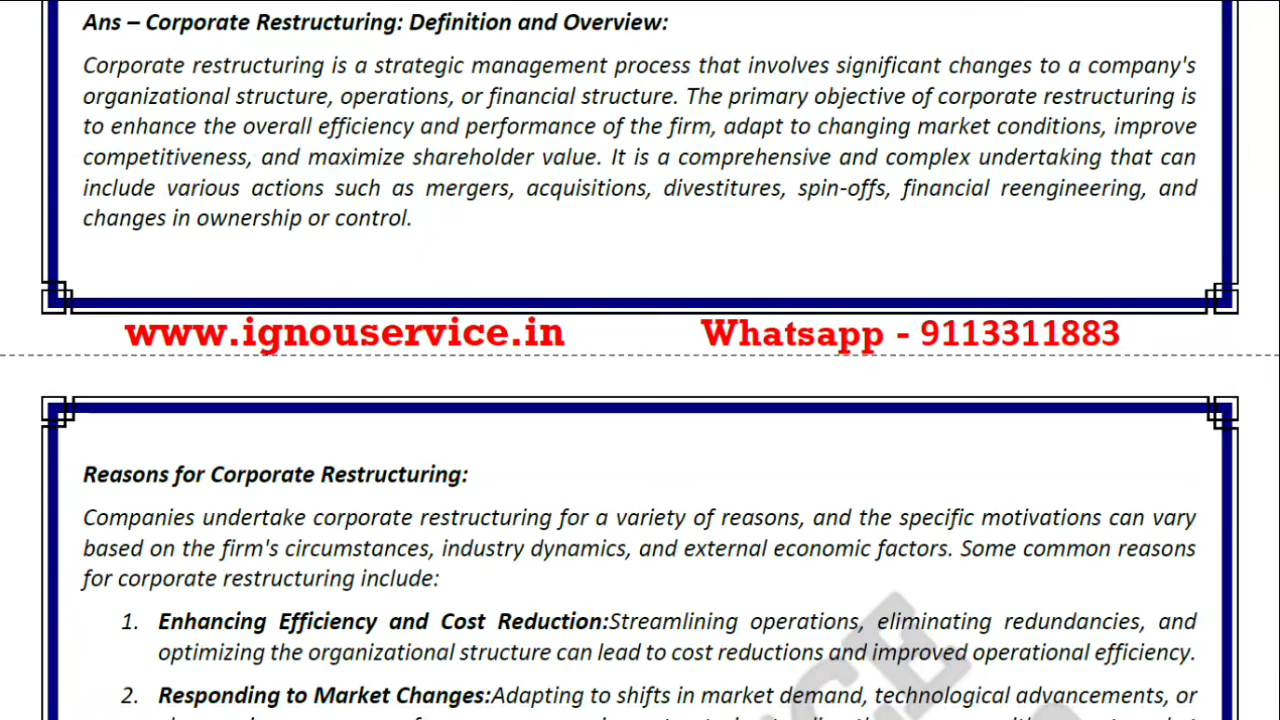 Ans – Corporate Restructuring: Definition and Overview:
Corporate restructuring is a strategic management process that involves significant changes to a company's
organizational structure, operations, or financial structure. The primary objective of corporate restructuring is
to enhance the overall efficiency and performance of the firm, adapt to changing market conditions, improve
competitiveness, and maximize shareholder value. It is a comprehensive and complex undertaking that can
include various actions such as mergers, acquisitions, divestitures, spin-offs, financial reengineering, and
changes in ownership or control.
www.ignouservice.in Whatsapp - 9113311883
Reasons for Corporate Restructuring:
Companies undertake corporate restructuring for a variety of reasons, and the specific motivations can vary
based on the firm's circumstances, industry dynamics, and external economic factors. Some common reasons
for corporate restructuring include:
1. Enhancing Efficiency and Cost Reduction:Streamlining operations, eliminating redundancies, and
optimizing the organizational structure can lead to cost reductions and improved operational efficiency.
2. Responding to Market Changes:Adapting to shifts in market demand, technological advancements, or